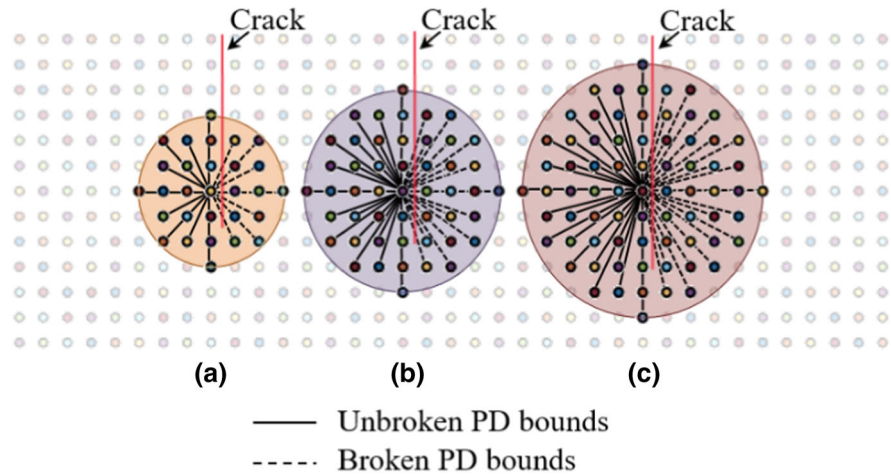 Crack
Crack
Crack
(a)
(b)
(c)
Unbroken PD bounds
Broken PD bounds